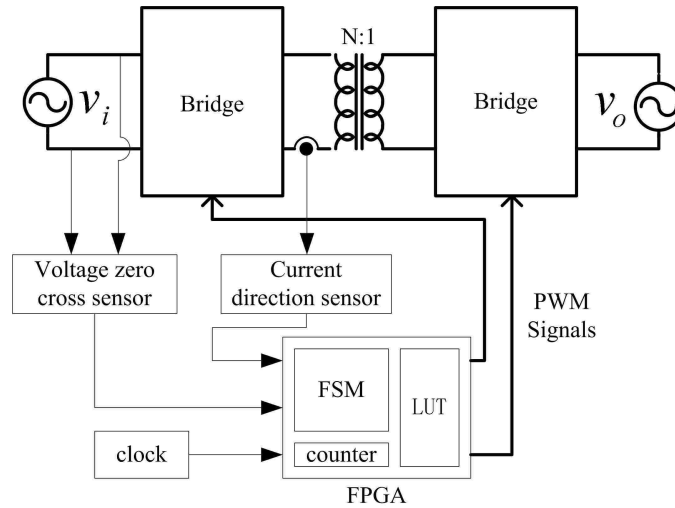 N:1
v_i
Bridge
Bridge
v_o
Voltage zero
cross sensor
Current
direction sensor
PWM
Signals
FSM
LUT
clock
counter
FPGA